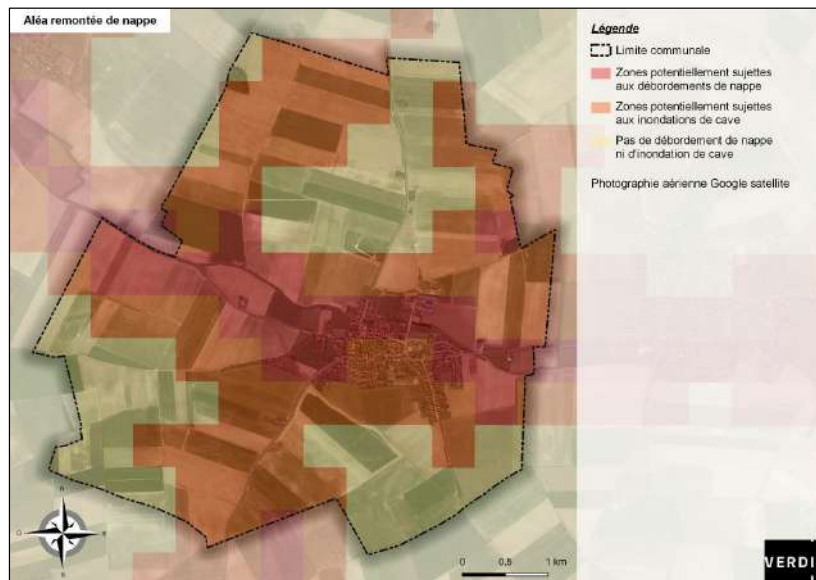 Aléa remontée de nappe
Légende
Limite communale
Zones potentiellement sujettes
aux débordements de nappe
Zones potentiellement sujettes
aux inondations de cave
Pas de débordement de nappe
ni d'inondation de cave
Photographie aérienne Google satellite
N
O
E
S
0 0,5 1 km
VERDI